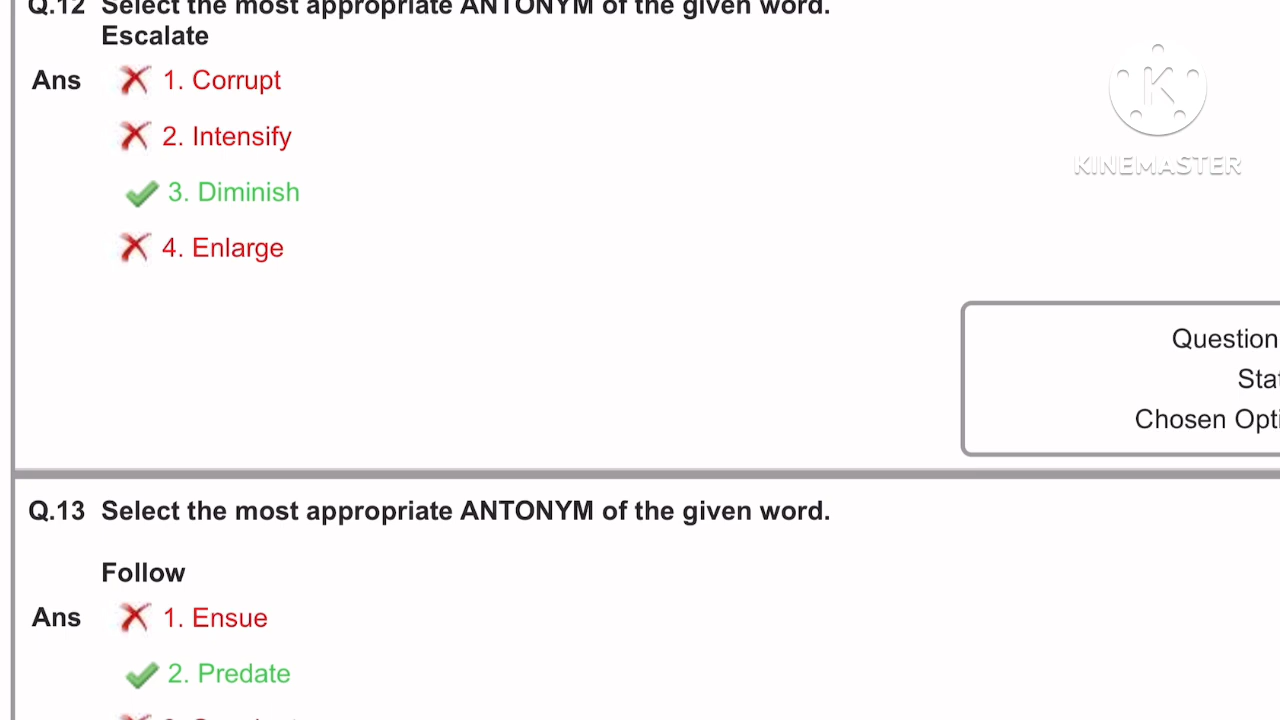 Q.12 Select the most appropriate ANTONYM of the given word.
Escalate
Ans 1. Corrupt
2. Intensify
3. Diminish
4. Enlarge
K
KINEMASTER
Question
Chosen
Q.13 Select the most appropriate ANTONYM of the given word.
Follow
Ans 1. Ensue
2. Predate